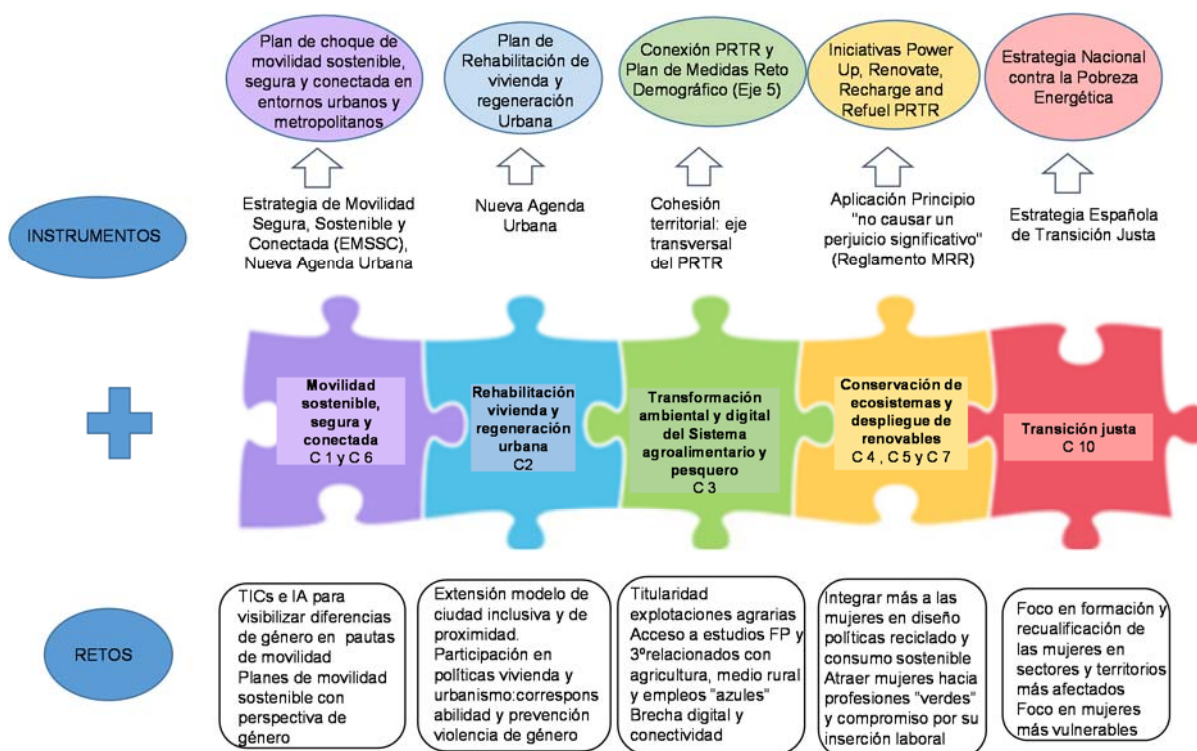 Plan de choque de
movilidad sostenible,
segura y conectada en
entornos urbanos y
metropolitanos
Plan de
Rehabilitación de
vivienda y
regeneración
Urbana
Conexión PRTR y
Plan de Medidas Reto
Demográfico (Eje 5)
Iniciativas Power
Up, Renovate,
Recharge and
Refuel PRTR
Estrategia Nacional
contra la Pobreza
Energética
INSTRUMENTOS
Estrategia de Movilidad
Segura, Sostenible y
Conectada (EMSSC),
Nueva Agenda Urbana
Nueva Agenda
Urbana
Cohesión
territorial: eje
transversal
del PRTR
Aplicación Principio
"no causar un
perjuicio significativo"
(Reglamento MRR)
Estrategia Española
de Transición Justa
Movilidad
sostenible,
segura y
conectada
C 1 y C 6
Rehabilitación
vivienda y
regeneración
urbana
C2
Transformación
ambiental y digital
del Sistema
agroalimentario y
pesquero
C 3
Conservación de
ecosistemas y
despliegue de
renovables
C 4 , C 5 y C 7
Transición justa
C 10
RETOS
TICs e IA para
visibilizar diferencias
de género en pautas
de movilidad
Planes de movilidad
sostenible con
perspectiva de
género
Extensión modelo de
ciudad inclusiva y de
proximidad.
Participación en
políticas vivienda y
urbanismo:correspons
abilidad y prevención
violencia de género
Titularidad
explotaciones agrarias
Acceso a estudios FP y
3ºrelacionados con
agricultura, medio rural
y empleos "azules"
Brecha digital y
conectividad
Integrar más a las
mujeres en diseño
políticas reciclado y
consumo sostenible
Atraer mujeres hacia
profesiones "verdes"
y compromiso por su
inserción laboral
Foco en formación y
recualificación de
las mujeres en
sectores y territorios
más afectados
Foco en mujeres
más vulnerables